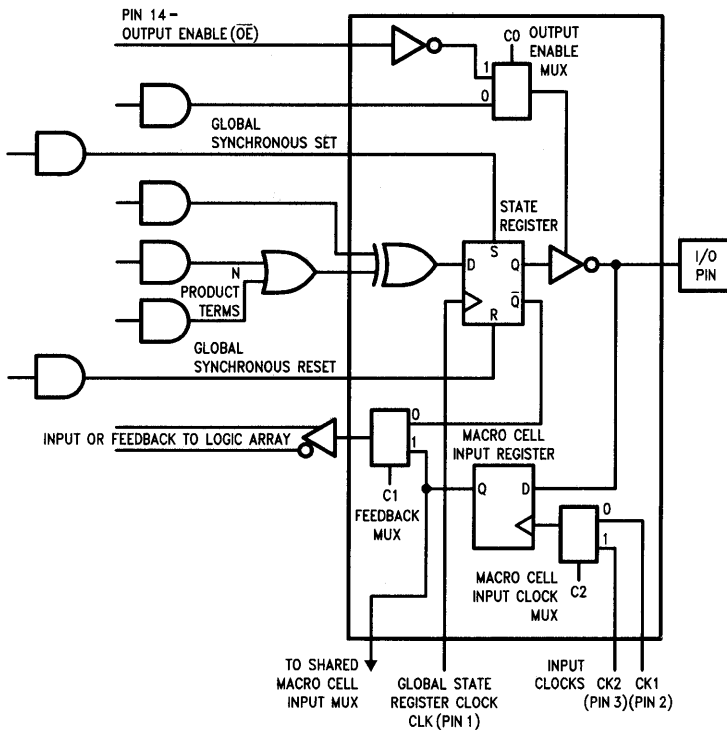 PIN 14-
OUTPUT ENABLE (OE)
C0
OUTPUT
ENABLE
MUX
1
0
GLOBAL
SYNCHRONOUS SET
STATE
REGISTER
S
D
Q
Q
R
I/O
PIN
N
PRODUCT
TERMS
GLOBAL
SYNCHRONOUS RESET
INPUT OR FEEDBACK TO LOGIC ARRAY
0
1
C1
FEEDBACK
MUX
MACRO CELL
INPUT REGISTER
Q
D
0
1
C2
MACRO CELL
INPUT CLOCK
MUX
TO SHARED
MACRO CELL
INPUT MUX
GLOBAL STATE
REGISTER CLOCK
CLK (PIN 1)
INPUT
CLOCKS
CK2
(PIN 3)
CK1
(PIN 2)